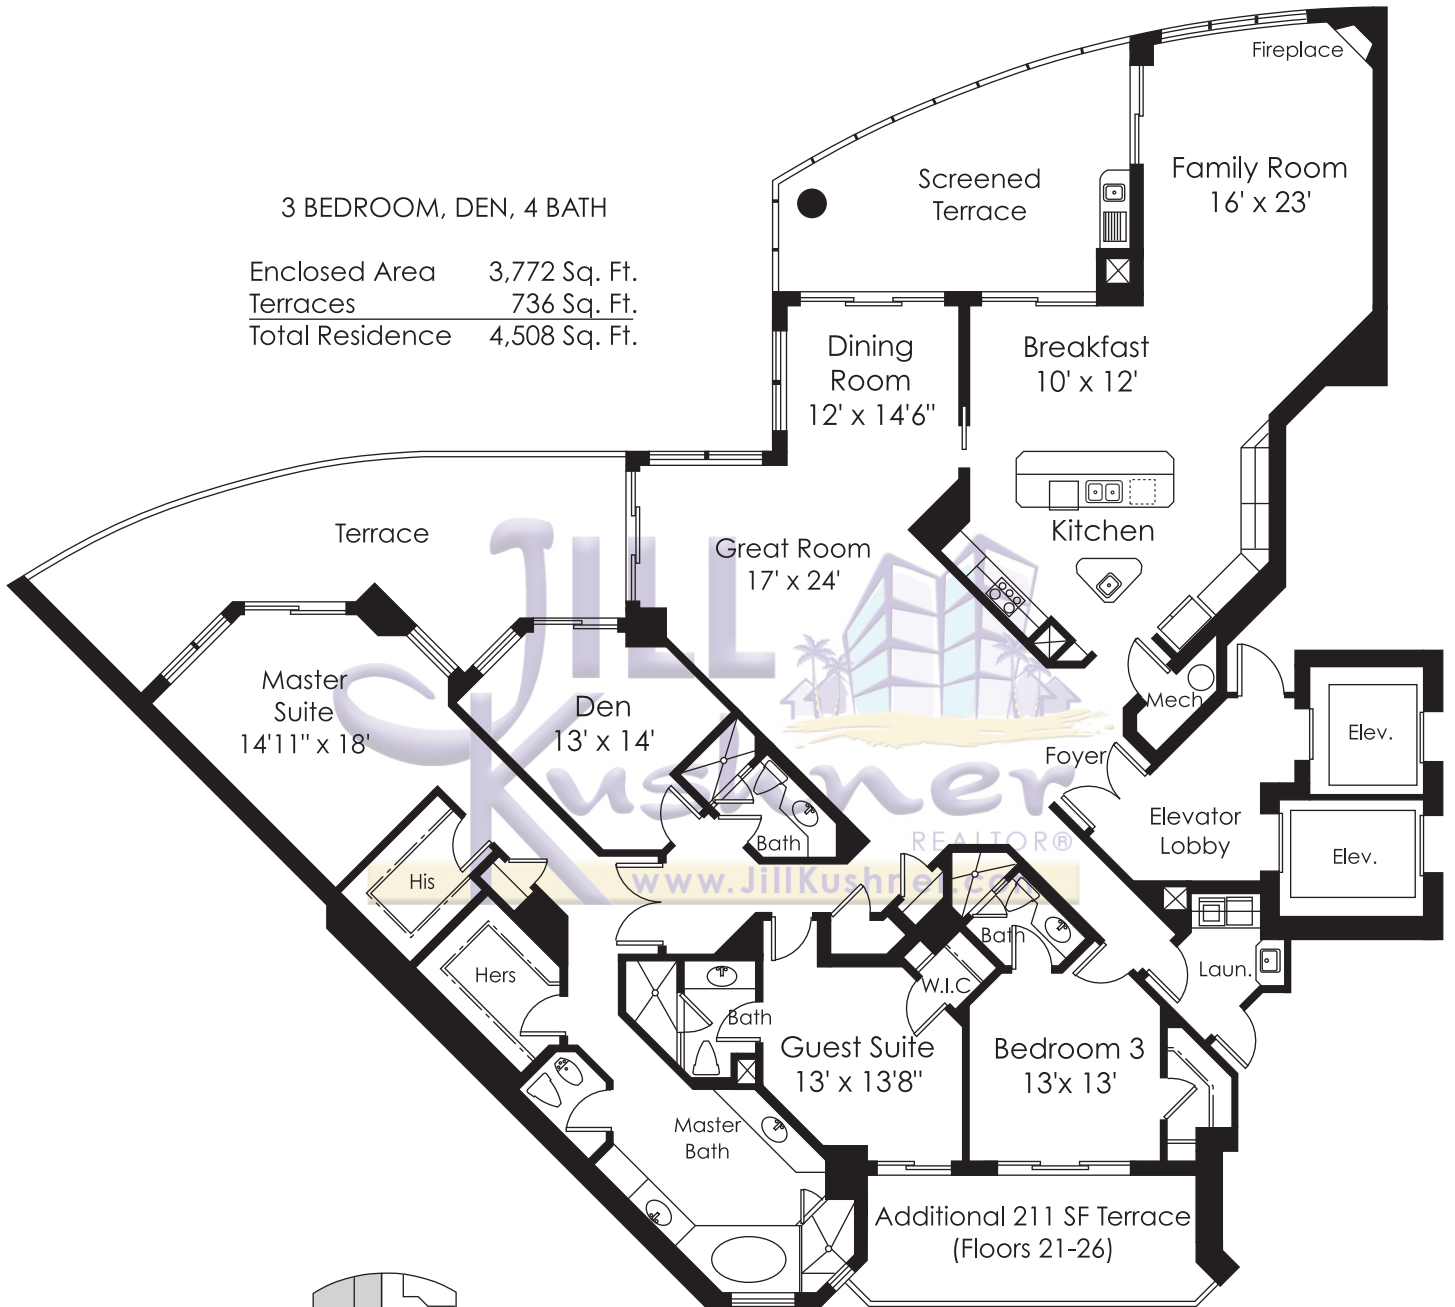 Fireplace
Family Room
16' x 23'
Screened
Terrace
3 BEDROOM, DEN, 4 BATH
Enclosed Area 3,772 Sq. Ft.
Terraces 736 Sq. Ft.
Total Residence 4,508 Sq. Ft.
Dining
Room
12' x 14'6"
Breakfast
10' x 12'
Kitchen
Terrace
Great Room
17' x 24'
Master
Suite
14'11" x 18'
Den
13' x 14'
Mech
Foyer
Elev.
Elevator
Lobby
Elev.
JILL
Kushner
REALTOR®
www.JillKushner.com
Bath
His
Hers
Bath
W.I.C
Laun.
Bath
Guest Suite
13' x 13'8"
Bedroom 3
13'x 13'
Master
Bath
Additional 211 SF Terrace
(Floors 21-26)